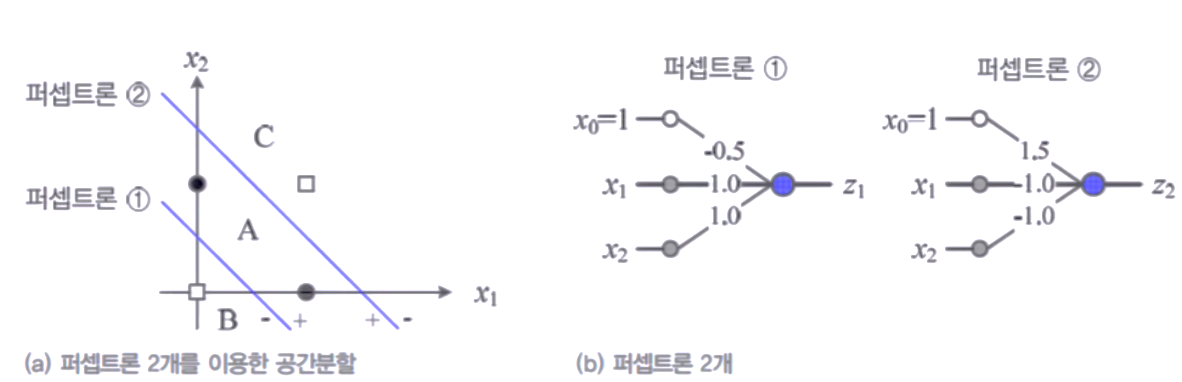 x₂
퍼셉트론 ②
C
퍼셉트론 ①
A
x₁
B - + + -
(a) 퍼셉트론 2개를 이용한 공간분할
퍼셉트론 ①
x₀=1
-0.5
x₁ 1.0 z₁
1.0
x₂
퍼셉트론 ②
x₀=1
1.5
x₁ -1.0 z₂
-1.0
x₂
(b) 퍼셉트론 2개